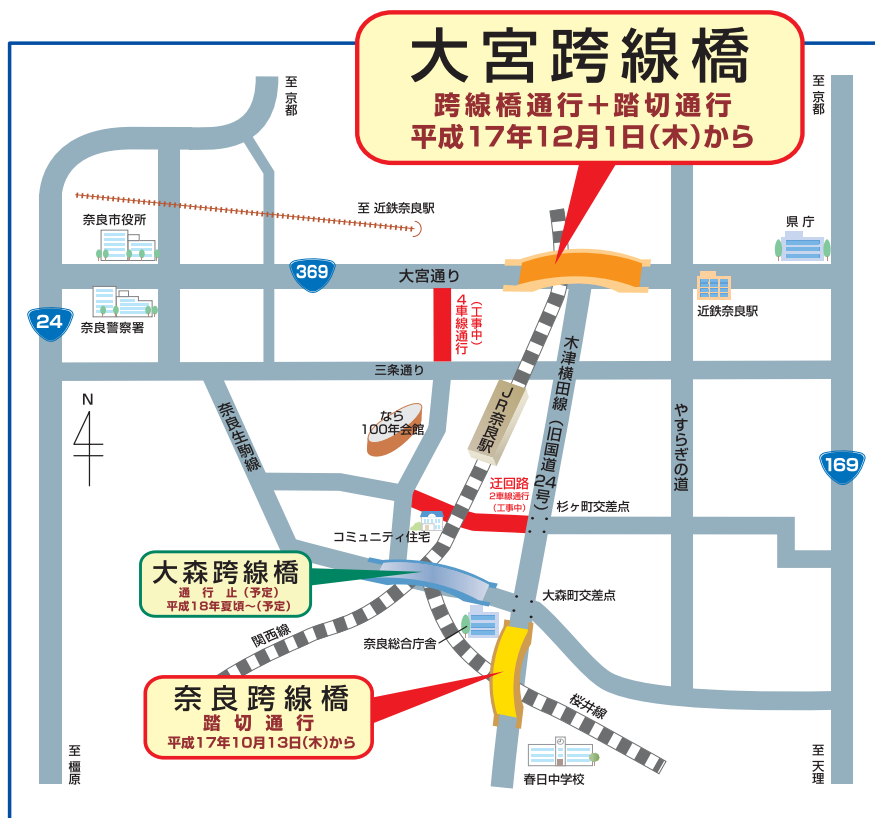 大宮跨線橋
跨線橋通行+踏切通行
平成17年12月1日(木)から
至 京都
至 京都
至 近鉄奈良駅
奈良市役所
県庁
369
大宮通り
近鉄奈良駅
24
奈良警察署
4車線通行
(工事中)
三条通り
木津横田線(旧国道24号)
N
奈良生駒線
なら
100年会館
JR奈良駅
やすらぎの道
169
迂回路
2車線通行
(工事中)
杉ヶ町交差点
コミュニティ住宅
大森跨線橋
通行止(予定)
平成18年夏頃~(予定)
大森町交差点
関西線
奈良総合庁舎
奈良跨線橋
踏切通行
平成17年10月13日(木)から
桜井線
至 橿原
春日中学校
至 天理